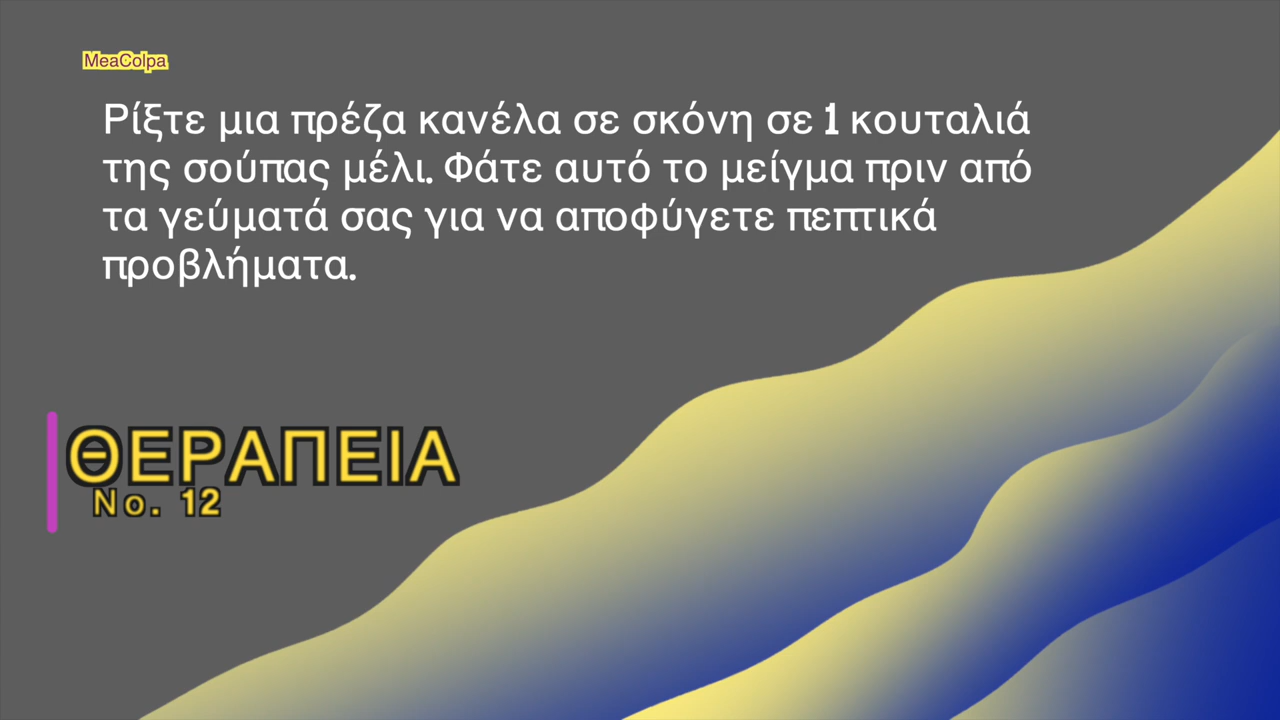 MeaColpa
Ρίξτε μια πρέζα κανέλα σε σκόνη σε 1 κουταλιά
της σούπας μέλι. Φάτε αυτό το μείγμα πριν από
τα γεύματά σας για να αποφύγετε πεπτικά
προβλήματα.
ΘΕΡΑΠΕΙΑ
No. 12